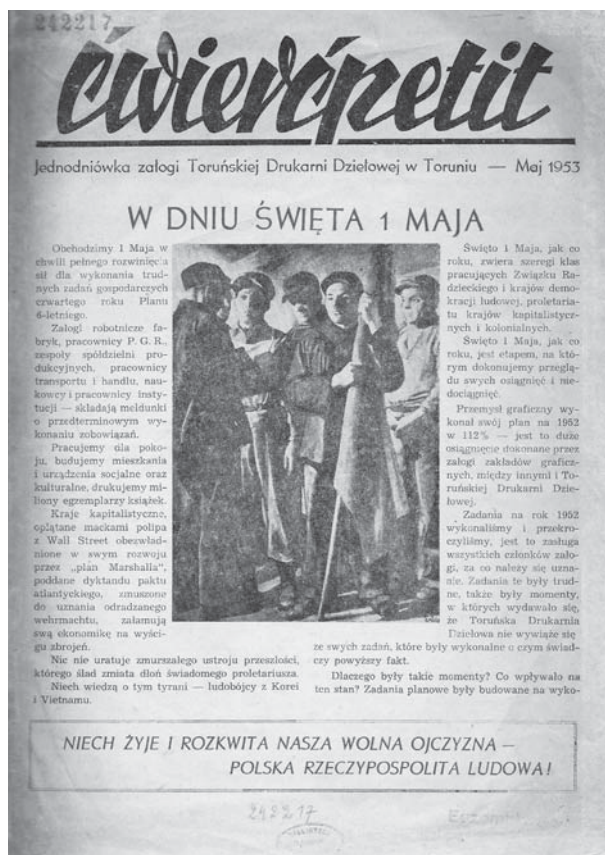 242217
ćwierćpetit
Jednodniówka załogi Toruńskiej Drukarni Dziełowej w Toruniu — Maj 1953
W DNIU ŚWIĘTA 1 MAJA
Obchodzimy 1 Maja w
chwili pełnego rozwinięcia
sił dla wykonania trud-
nych zadań gospodarczych
czwartego roku Planu
6-letniego.
Załogi robotnicze fa-
bryk, pracownicy P. G. R.,
zespoły spółdzielni pro-
dukcyjnych, pracownicy
transportu i handlu, nau-
kowcy i pracownicy insty-
tucji — składają meldunki
o przedterminowym wy-
konaniu zobowiązań.
Pracujemy dla poko-
ju, budujemy mieszkania
i urządzenia socjalne oraz
kulturalne, drukujemy mi-
liony egzemplarzy książek.
Kraje kapitalistyczne,
oplątane mackami polipa
z Wall Street obezwład-
nione w swym rozwoju
przez „plan Marshalla",
poddane dyktandu paktu
atlantyckiego, zmuszone
do uznania odradzanego
wehrmachtu, załamują
swą ekonomikę na wyści-
gu zbrojeń.
Nic nie uratuje zmurszałego ustroju przeszłości,
którego ślad zmiata dłoń świadomego proletariusza.
Niech wiedzą o tym tyrani — ludobójcy z Korei
i Vietnamu.
Święto 1 Maja, jak co
roku, zwiera szeregi klas
pracujących Związku Ra-
dzieckiego i krajów demo-
kracji ludowej, proletaria-
tu krajów kapitalistycz-
nych i kolonialnych.
Święto 1 Maja, jak co
roku, jest etapem, na któ-
rym dokonujemy przeglą-
du swych osiągnięć i nie-
dociągnięć.
Przemysł graficzny wy-
konał swój plan na 1952
w 112% — jest to duże
osiągnięcie dokonane przez
załogi zakładów graficz-
nych, między innymi i To-
ruńskiej Drukarni Dzie-
łowej.
Zadania na rok 1952
wykonaliśmy i przekro-
czyliśmy, jest to zasługa
wszystkich członków zało-
gi, za co należy się uzna-
nie. Zadania te były trud-
ne, także były momenty,
w których wydawało się,
że Toruńska Drukarnia
Dziełowa nie wywiąże się
ze swych zadań, które były wykonalne o czym świad-
czy powyższy fakt.
Dlaczego były takie momenty? Co wpływało na
ten stan? Zadania planowe były budowane na wyko-
NIECH ŻYJE I ROZKWITA NASZA WOLNA OJCZYZNA –
POLSKA RZECZYPOSPOLITA LUDOWA!
242217